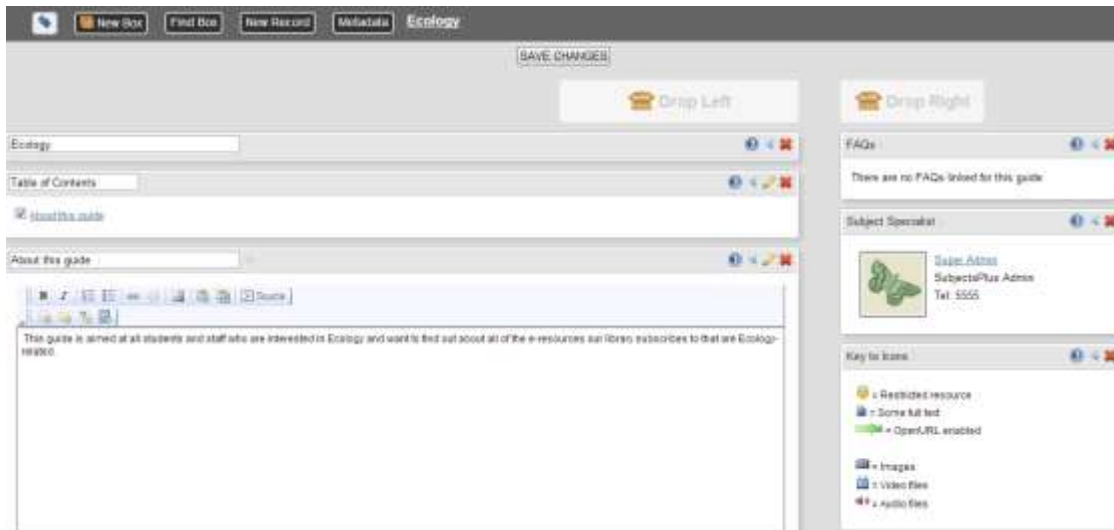 New Box Find Box New Record Metadata Ecology
SAVE CHANGES
Drop Left
Drop Right
Ecology
Table of Contents
About this guide
About this guide
Source
This guide is aimed at all students and staff who are interested in Ecology and want to find out about all of the e-resources our library subscribes to that are Ecology-
related.
FAQs
There are no FAQs linked for this guide
Subject Specialist
Super Admin
SubjectsPlus Admin
Tel: 5555
Key to Icons
= Restricted resource
= Some full text
= OpenURL enabled
= Images
= Video files
= Audio files